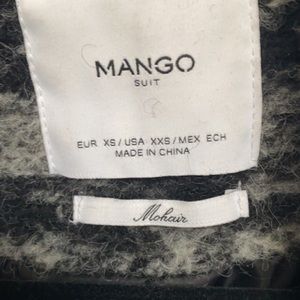 MANGO
SUIT
EUR XS / USA XXS / MEX ECH
MADE IN CHINA
Mohair